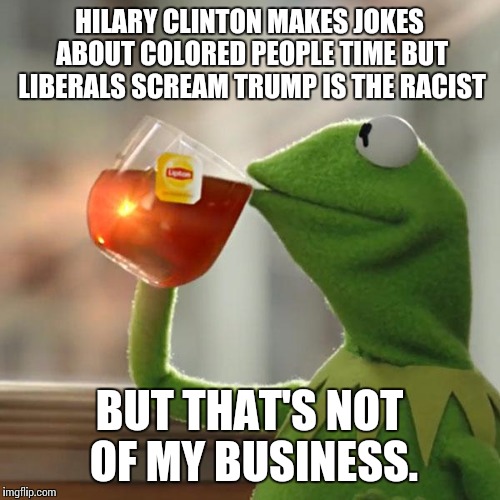 HILARY CLINTON MAKES JOKES
ABOUT COLORED PEOPLE TIME BUT
LIBERALS SCREAM TRUMP IS THE RACIST
Lipton
BUT THAT'S NOT
OF MY BUSINESS.
imgflip.com